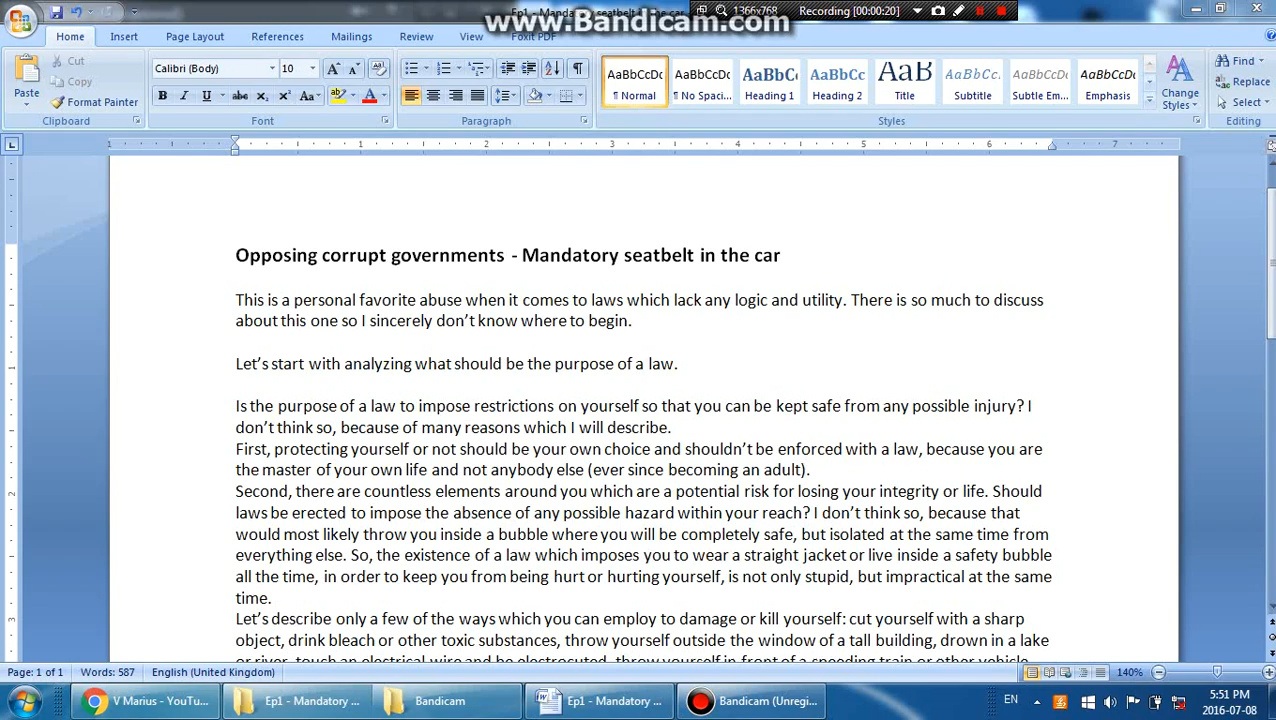 www.Bandicam.com
1366x768 Recording [00:00:20]
Home Insert Page Layout References Mailings Review View Foxit PDF
Paste Cut Calibri (Body) 10 AaBbCcDc AaBbCcDc AaBbCc AaBbCc AaB AaBbCc. AaBbCcDc AaBbCcDc Find
Copy Replace
Format Painter ¶ Normal ¶ No Spaci... Heading 1 Heading 2 Title Subtitle Subtle Em... Emphasis Change Styles Select
Clipboard Font Paragraph Styles Editing
1 1 2 3 4 5 6 7
Opposing corrupt governments - Mandatory seatbelt in the car
This is a personal favorite abuse when it comes to laws which lack any logic and utility. There is so much to discuss
about this one so I sincerely don’t know where to begin.
Let’s start with analyzing what should be the purpose of a law.
Is the purpose of a law to impose restrictions on yourself so that you can be kept safe from any possible injury? I
don’t think so, because of many reasons which I will describe.
First, protecting yourself or not should be your own choice and shouldn’t be enforced with a law, because you are
the master of your own life and not anybody else (ever since becoming an adult).
Second, there are countless elements around you which are a potential risk for losing your integrity or life. Should
laws be erected to impose the absence of any possible hazard within your reach? I don’t think so, because that
would most likely throw you inside a bubble where you will be completely safe, but isolated at the same time from
everything else. So, the existence of a law which imposes you to wear a straight jacket or live inside a safety bubble
all the time, in order to keep you from being hurt or hurting yourself, is not only stupid, but impractical at the same
time.
Let’s describe only a few of the ways which you can employ to damage or kill yourself: cut yourself with a sharp
object, drink bleach or other toxic substances, throw yourself outside the window of a tall building, drown in a lake
or river, touch an electrical wire and be electrocuted, throw yourself in front of a speeding train or other vehicle
Page: 1 of 1 Words: 587 English (United Kingdom) 140%
V Marius - YouTu... Ep1 - Mandatory ... Bandicam Ep1 - Mandatory ... Bandicam (Unregi... EN 5:51 PM
2016-07-08